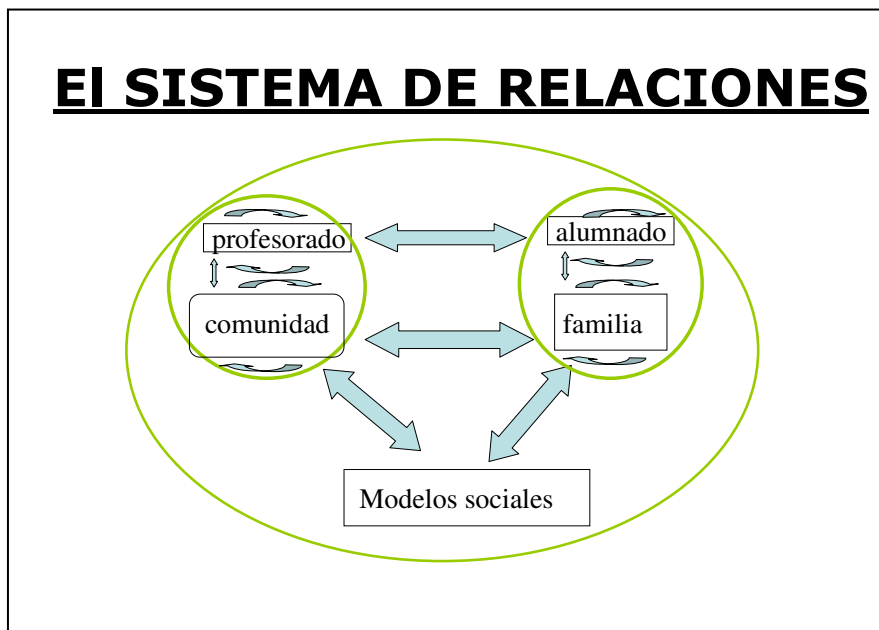 El SISTEMA DE RELACIONES
profesorado
alumnado
comunidad
familia
Modelos sociales